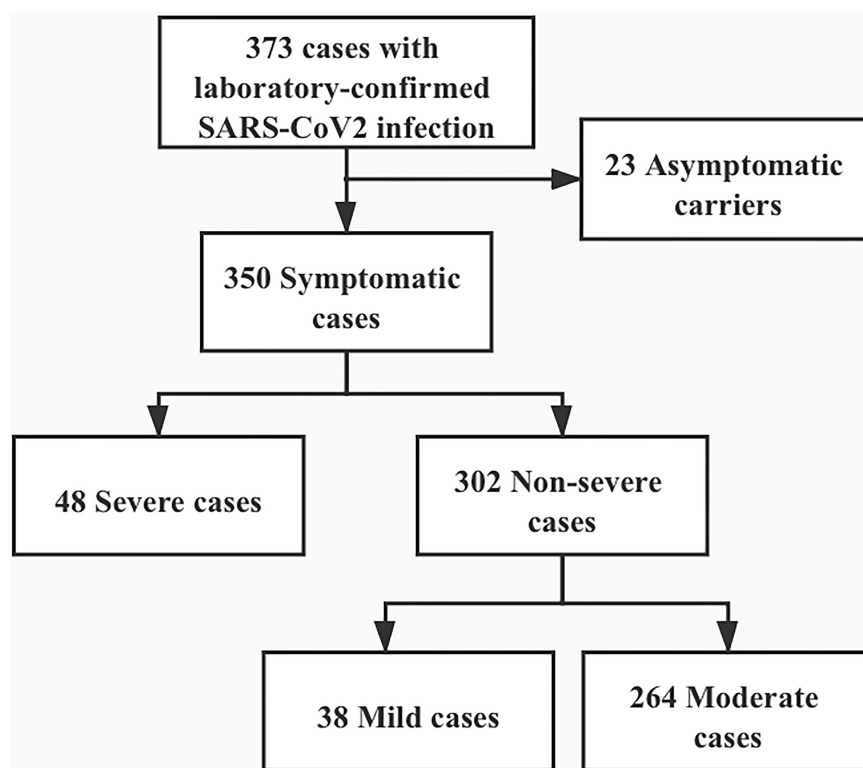 373 cases with
laboratory-confirmed
SARS-CoV2 infection
23 Asymptomatic
carriers
350 Symptomatic
cases
48 Severe cases
302 Non-severe
cases
38 Mild cases
264 Moderate
cases